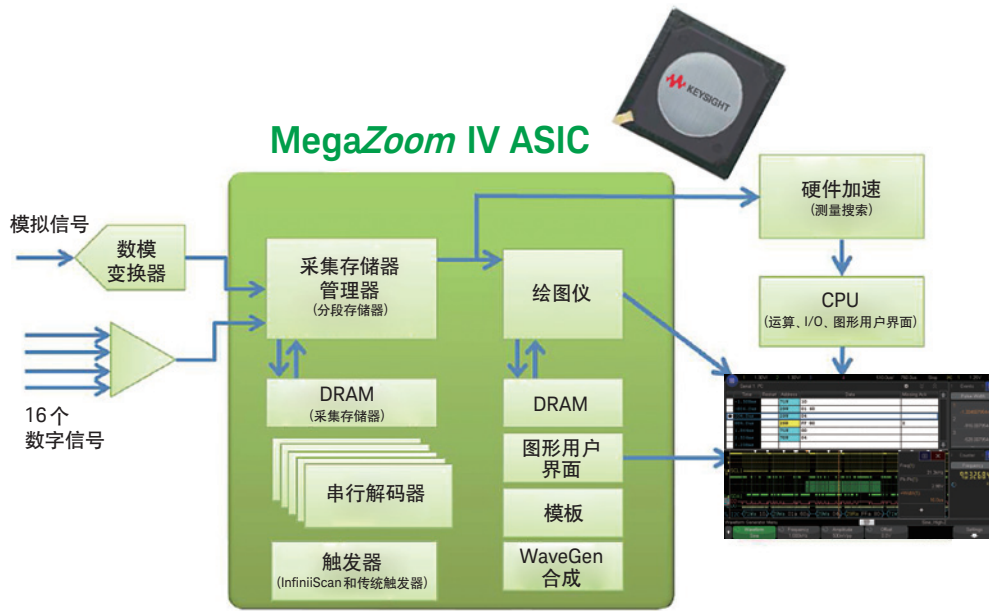 KEYSIGHT
MegaZoom IV ASIC
模拟信号
数模
变换器
16个
数字信号
采集存储器
管理器
(分段存储器)
DRAM
(采集存储器)
串行解码器
触发器
(InfiniiScan和传统触发器)
绘图仪
DRAM
图形用户
界面
模板
WaveGen
合成
硬件加速
(测量搜索)
CPU
(运算、I/O、图形用户界面)